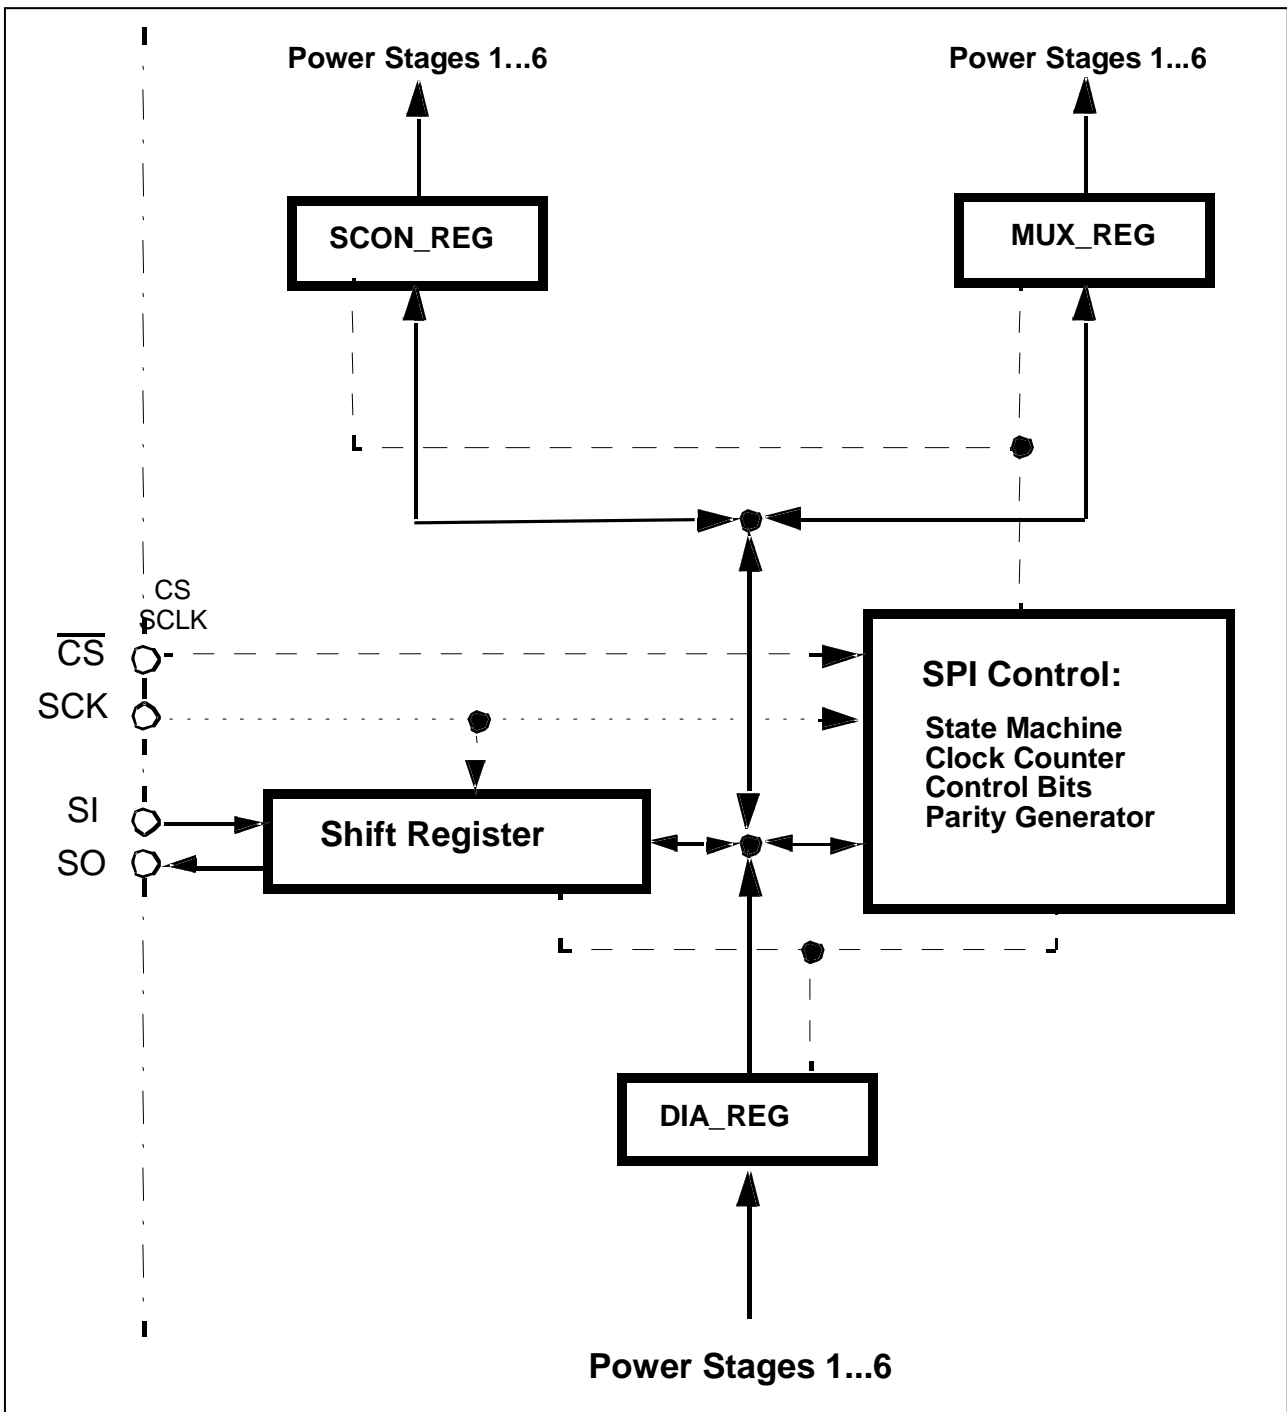 Power Stages 1...6
Power Stages 1...6
SCON_REG
MUX_REG
CS
SCLK
CS
SCK
SI
SO
SPI Control:
State Machine
Clock Counter
Control Bits
Parity Generator
Shift Register
DIA_REG
Power Stages 1...6